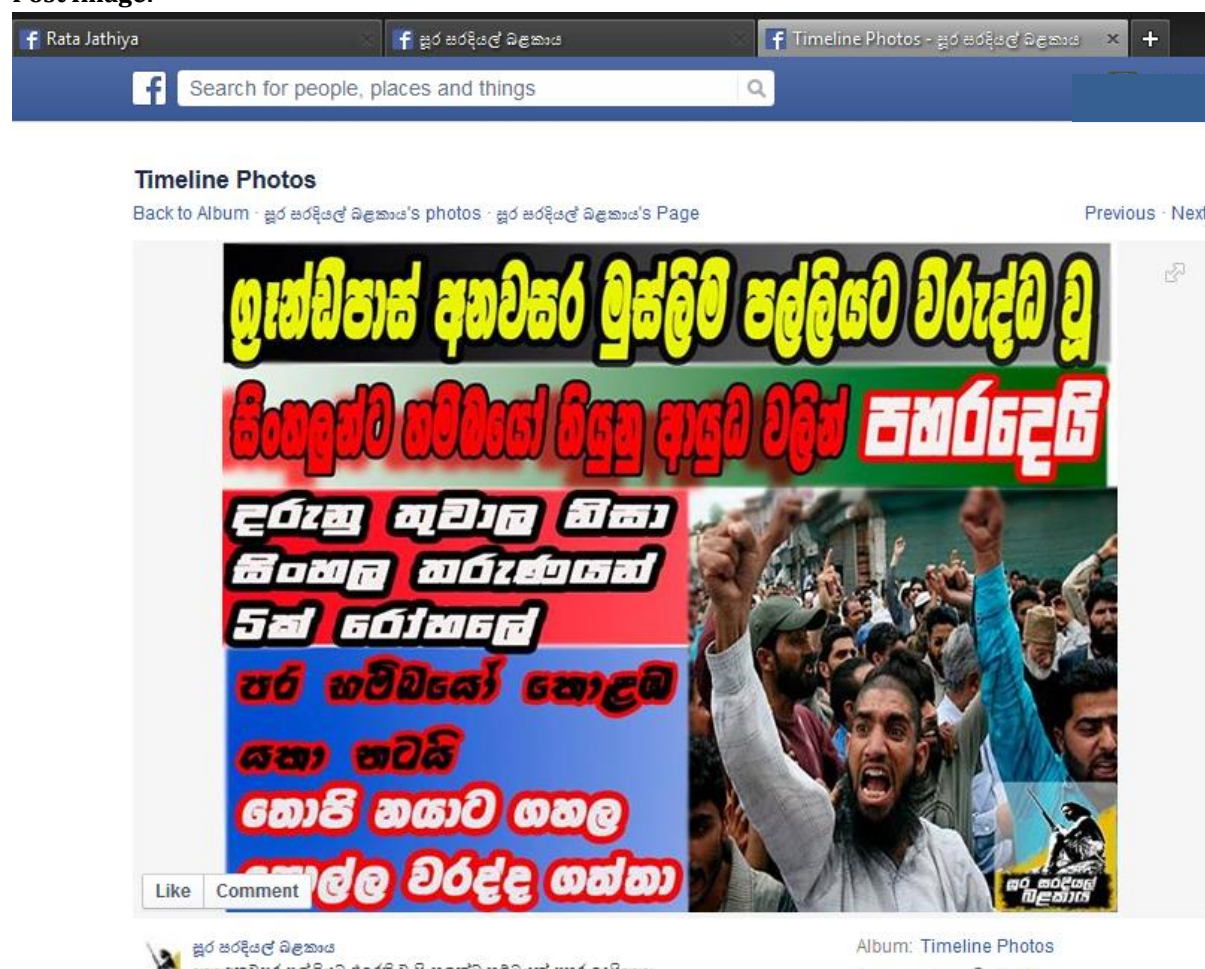 Rata Jathiya
සූර සරදියල් බළකාය
Timeline Photos - සූර සරදියල් බළකාය
Search for people, places and things
Timeline Photos
Back to Album · සූර සරදියල් බළකාය's photos · සූර සරදියල් බළකාය's Page
Previous · Next
ග්‍රෑන්ඩ්පාස් අනවසර මුස්ලිම් පල්ලියට විරුද්ධ වූ
සිංහලන්ට හම්බයෝ තියුනු ආයුධ වලින් පහරදෙයි
දරුනු තුවාල නිසා
සිංහල තරුණයන්
5ක් රෝහලේ
පර හම්බයෝ කොළඹ
යකා නටයි
තොපි නයාට ගහල
වරද්ද ගත්තා
සූර සරදියල්
බළකාය
Like Comment
සූර සරදියල් බළකාය
Album: Timeline Photos